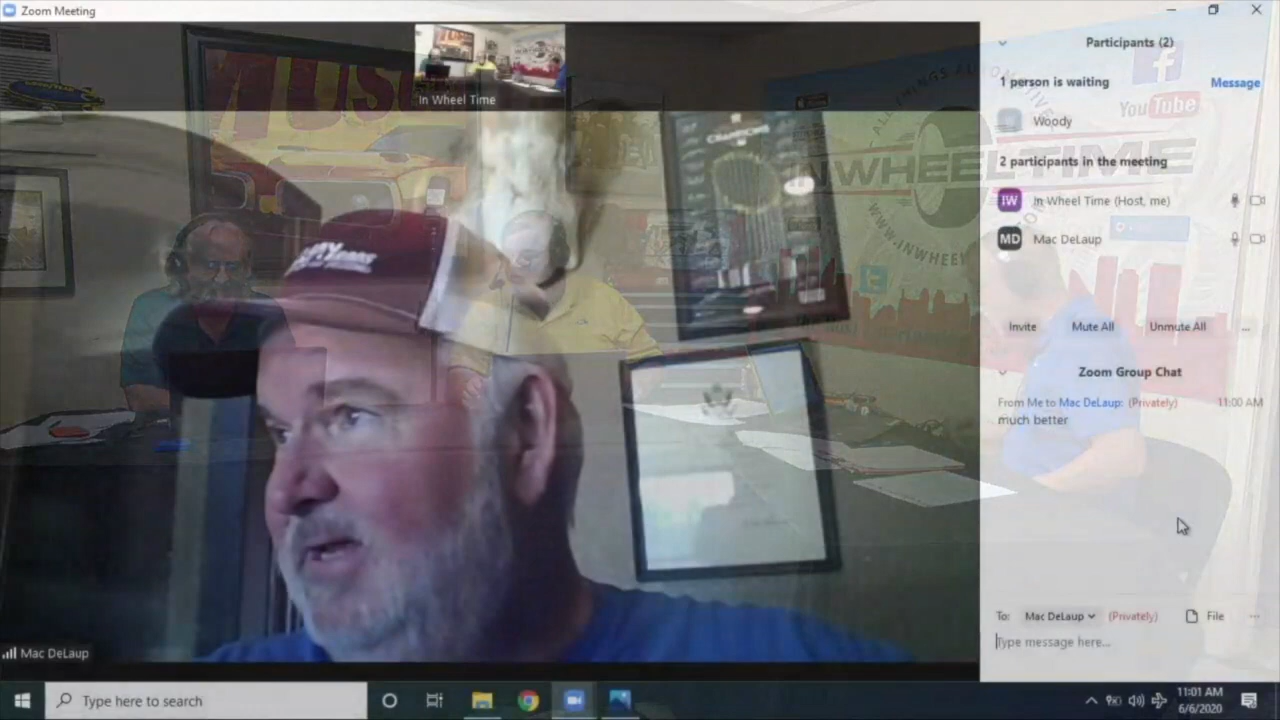 Zoom Meeting
In Wheel Time
Participants (2)
1 person is waiting
Message
Woody
YouTube
2 participants in the meeting
INWHEELTIME
IW
In Wheel Time (Host, me)
MD
Mac DeLaup
Invite
Mute All
Unmute All
...
Zoom Group Chat
From Me to Mac DeLaup: (Privately)
11:00 AM
much better
To:
Mac DeLaup
(Privately)
File
...
Type message here...
Mac DeLaup
Type here to search
11:01 AM
6/6/2020